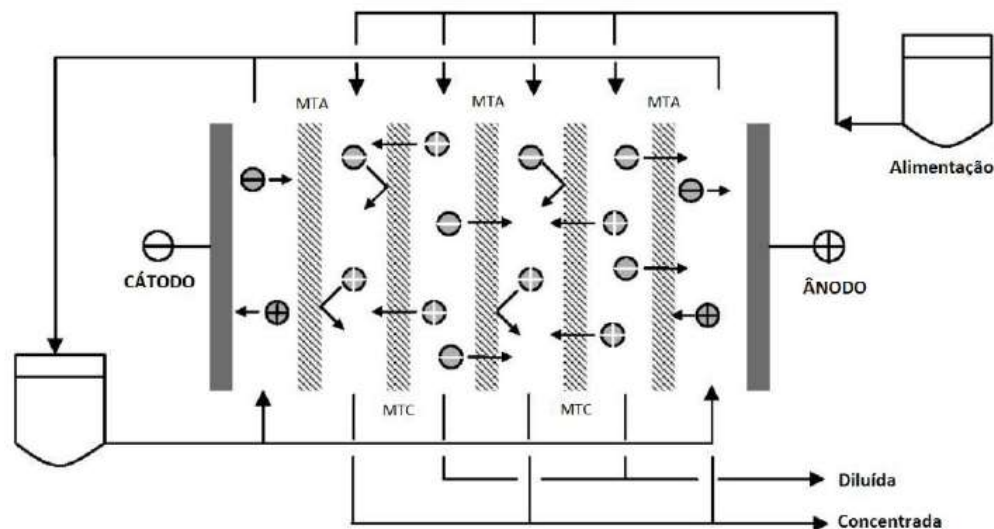 MTA
MTA
MTA
Alimentação
CÁTODO
ÂNODO
MTC
MTC
Diluída
Concentrada